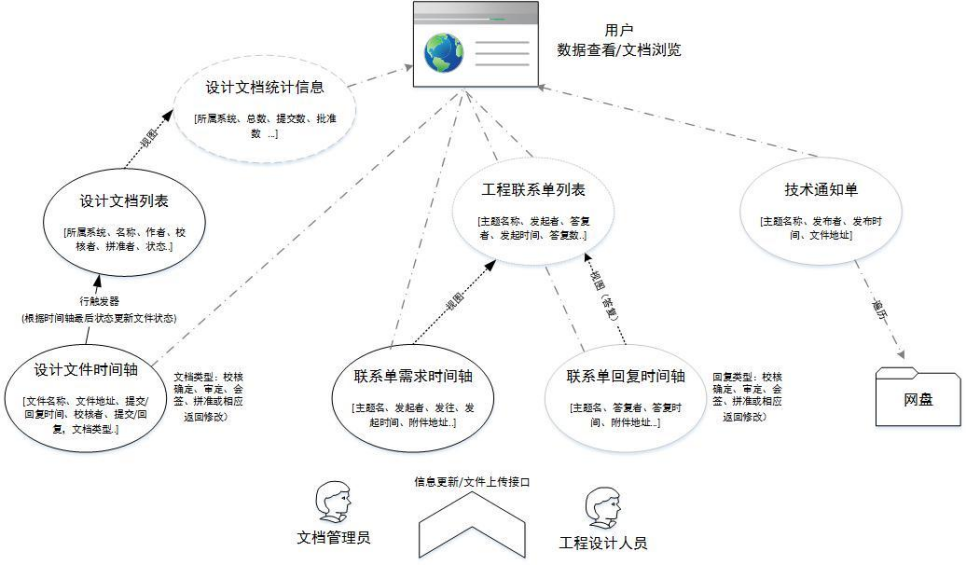 用户
数据查看/文档浏览
设计文档统计信息
[所属系统、总数、提交数、批准
数 ...]
视图
设计文档列表
[所属系统、名称、作者、校
核者、拼准者、状态..]
工程联系单列表
[主题名称、发起者、答复
者、发起时间、答复数..]
技术通知单
[主题名称、发布者、发布时
间、文件地址]
行触发器
(根据时间轴最后状态更新文件状态)
视图
视图（答复）
遍历
设计文件时间轴
[文件名称、文件地址、提交/
回复时间、校核者、提交/回
复，文档类型..]
文档类型：校核
确定、审定、会
签、拼准或相应
返回修改）
联系单需求时间轴
[主题名、发起者、发往、发
起时间、附件地址..]
联系单回复时间轴
[主题名、答复者、答复时
间、附件地址...]
回复类型：校核
确定、审定、会
签、拼准或相应
返回修改）
网盘
信息更新/文件上传接口
文档管理员
工程设计人员